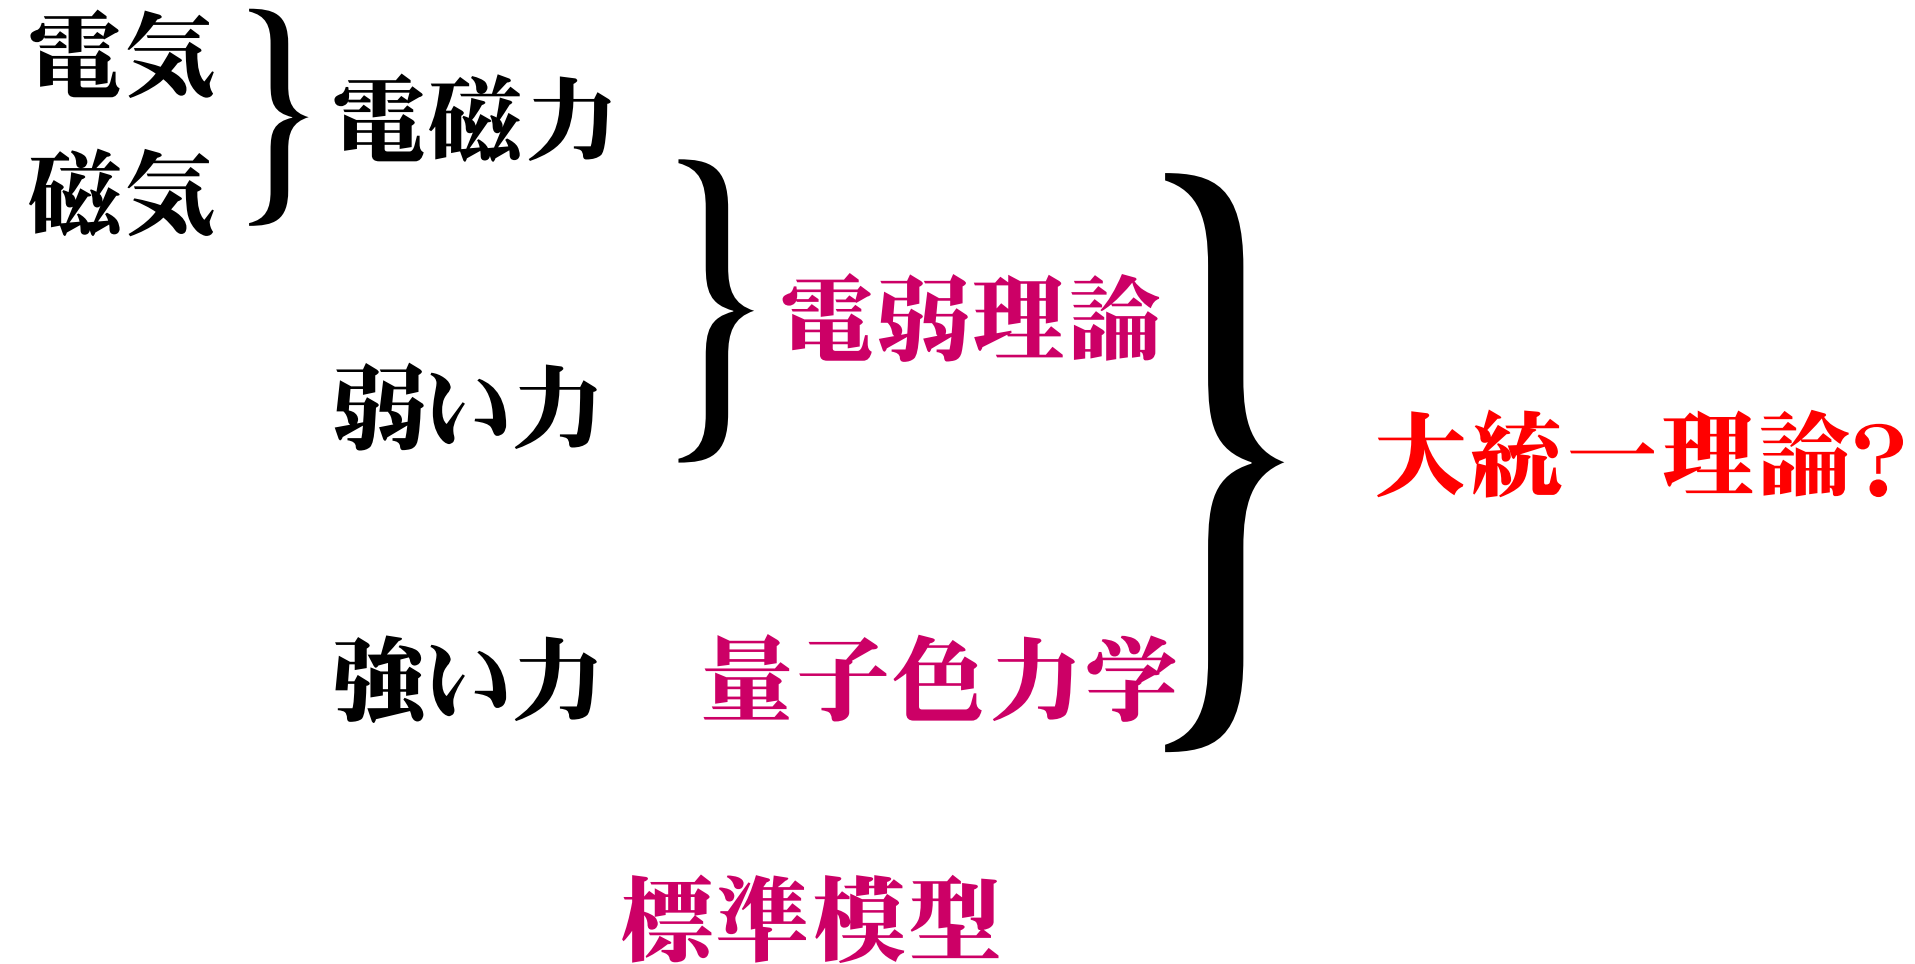 電気
磁気
電磁力
弱い力
電弱理論
強い力
量子色力学
大統一理論?
標準模型